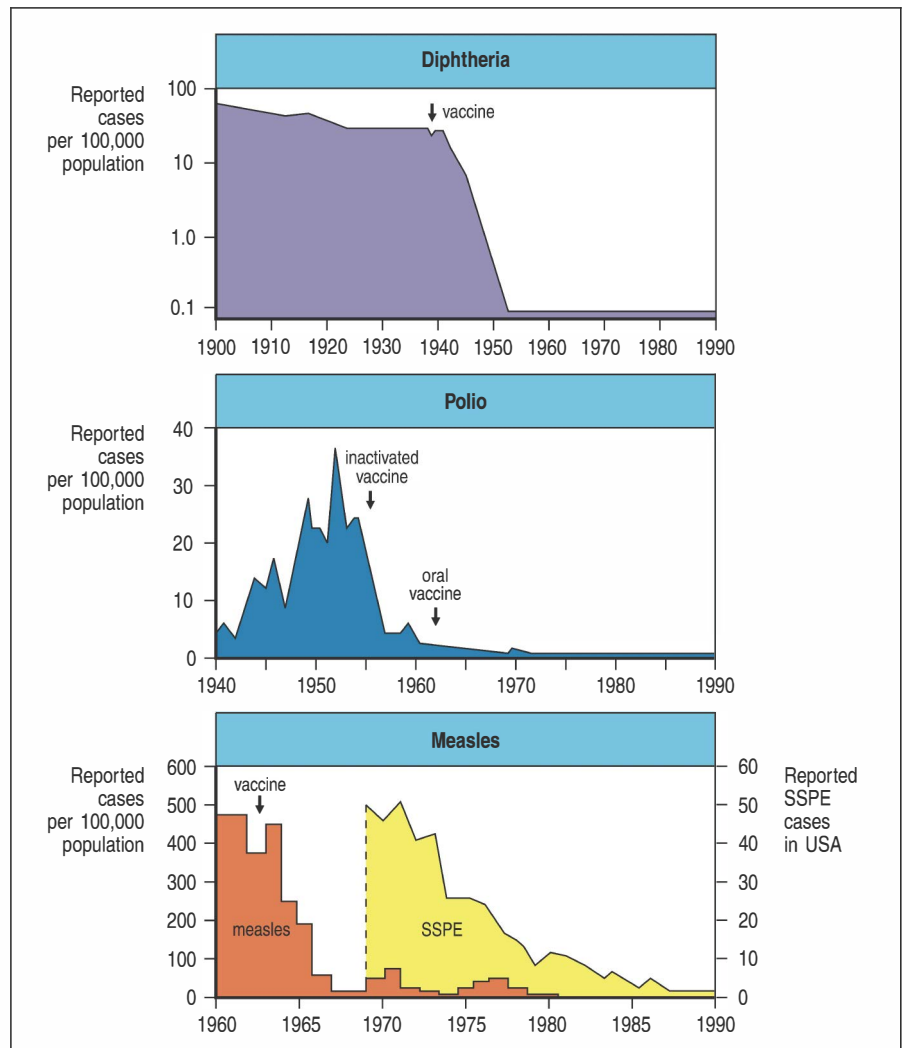 Diphtheria
Reported
cases
per 100,000
population
100
10
1.0
0.1
vaccine
1900 1910 1920 1930 1940 1950 1960 1970 1980 1990
Polio
Reported
cases
per 100,000
population
40
30
20
10
0
inactivated
vaccine
oral
vaccine
1940 1950 1960 1970 1980 1990
Measles
Reported
cases
per 100,000
population
600
500
400
300
200
100
0
vaccine
measles
SSPE
60
50
40
30
20
10
0
Reported
SSPE
cases
in USA
1960 1965 1970 1975 1980 1985 1990